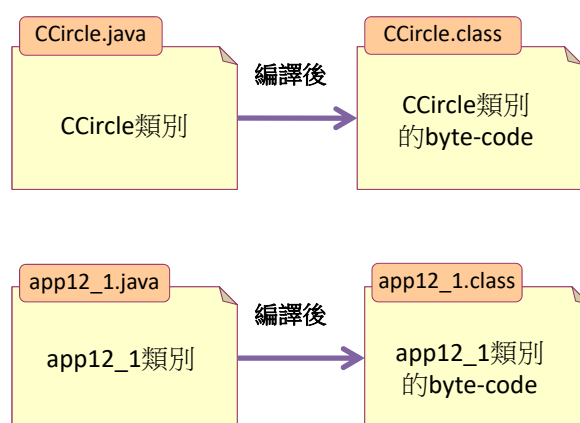 CCircle.java
CCircle.class
編譯後
CCircle類別
CCircle類別
的byte-code
app12_1.java
app12_1.class
編譯後
app12_1類別
app12_1類別
的byte-code